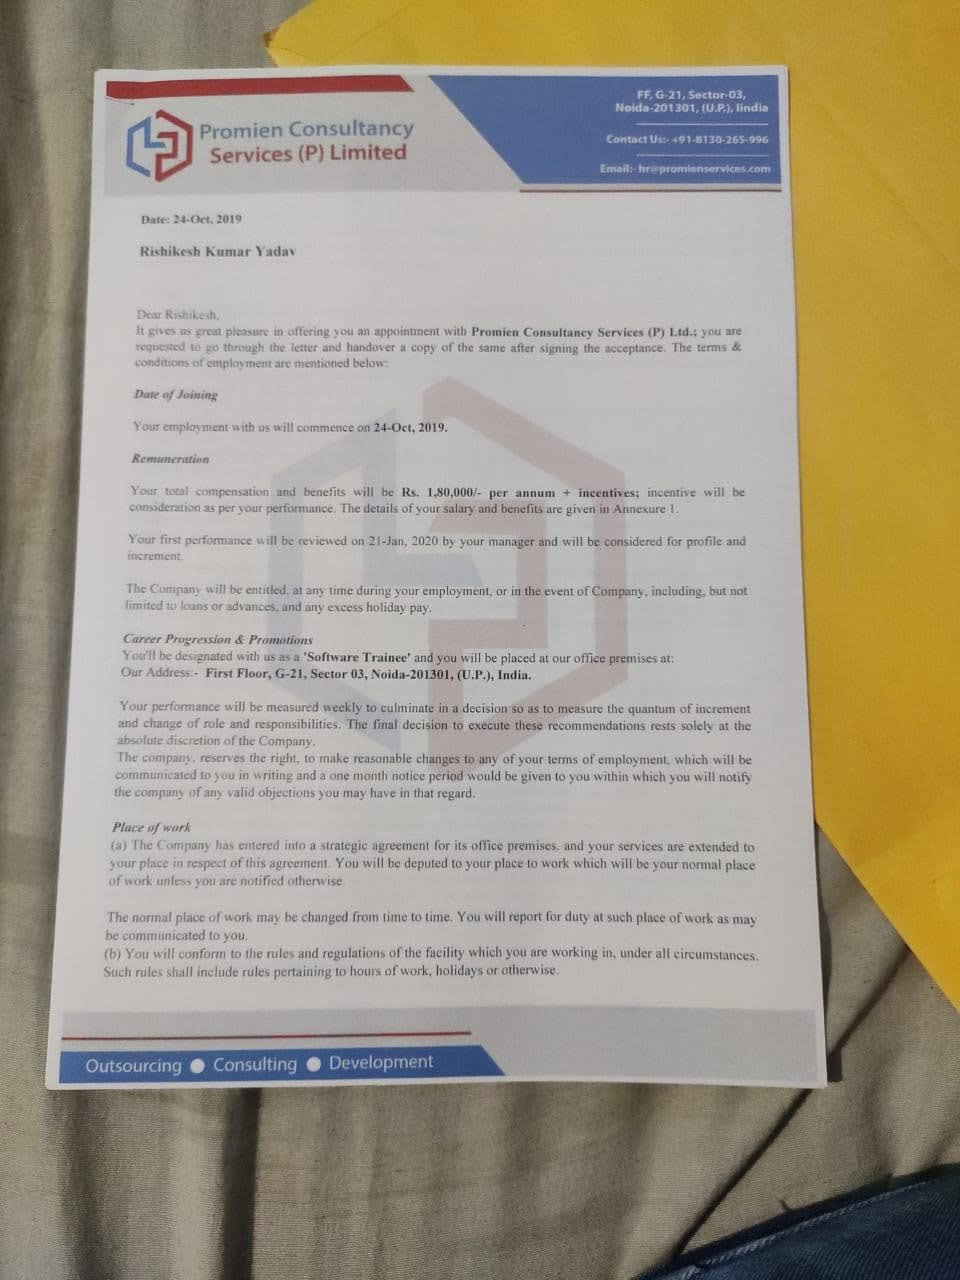 Promien Consultancy
Services (P) Limited
FF, G-21, Sector-03,
Noida-201301, (U.P.), Iindia
Contact Us:- +91-8130-265-996
Email:- hr@promienservices.com
Date: 24-Oct, 2019
Rishikesh Kumar Yadav
Dear Rishikesh,
It gives us great pleasure in offering you an appointment with Promien Consultancy Services (P) Ltd.; you are
requested to go through the letter and handover a copy of the same after signing the acceptance. The terms &
conditions of employment are mentioned below:
Date of Joining
Your employment with us will commence on 24-Oct, 2019.
Remuneration
Your total compensation and benefits will be Rs. 1,80,000/- per annum + incentives; incentive will be
consideration as per your performance. The details of your salary and benefits are given in Annexure 1.
Your first performance will be reviewed on 21-Jan, 2020 by your manager and will be considered for profile and
increment.
The Company will be entitled, at any time during your employment, or in the event of Company, including, but not
limited to loans or advances, and any excess holiday pay.
Career Progression & Promotions
You'll be designated with us as a 'Software Trainee' and you will be placed at our office premises at:
Our Address:- First Floor, G-21, Sector 03, Noida-201301, (U.P.), India.
Your performance will be measured weekly to culminate in a decision so as to measure the quantum of increment
and change of role and responsibilities. The final decision to execute these recommendations rests solely at the
absolute discretion of the Company.
The company, reserves the right, to make reasonable changes to any of your terms of employment, which will be
communicated to you in writing and a one month notice period would be given to you within which you will notify
the company of any valid objections you may have in that regard.
Place of work
(a) The Company has entered into a strategic agreement for its office premises. and your services are extended to
your place in respect of this agreement. You will be deputed to your place to work which will be your normal place
of work unless you are notified otherwise.
The normal place of work may be changed from time to time. You will report for duty at such place of work as may
be communicated to you.
(b) You will conform to the rules and regulations of the facility which you are working in, under all circumstances.
Such rules shall include rules pertaining to hours of work, holidays or otherwise.
Outsourcing ● Consulting ● Development